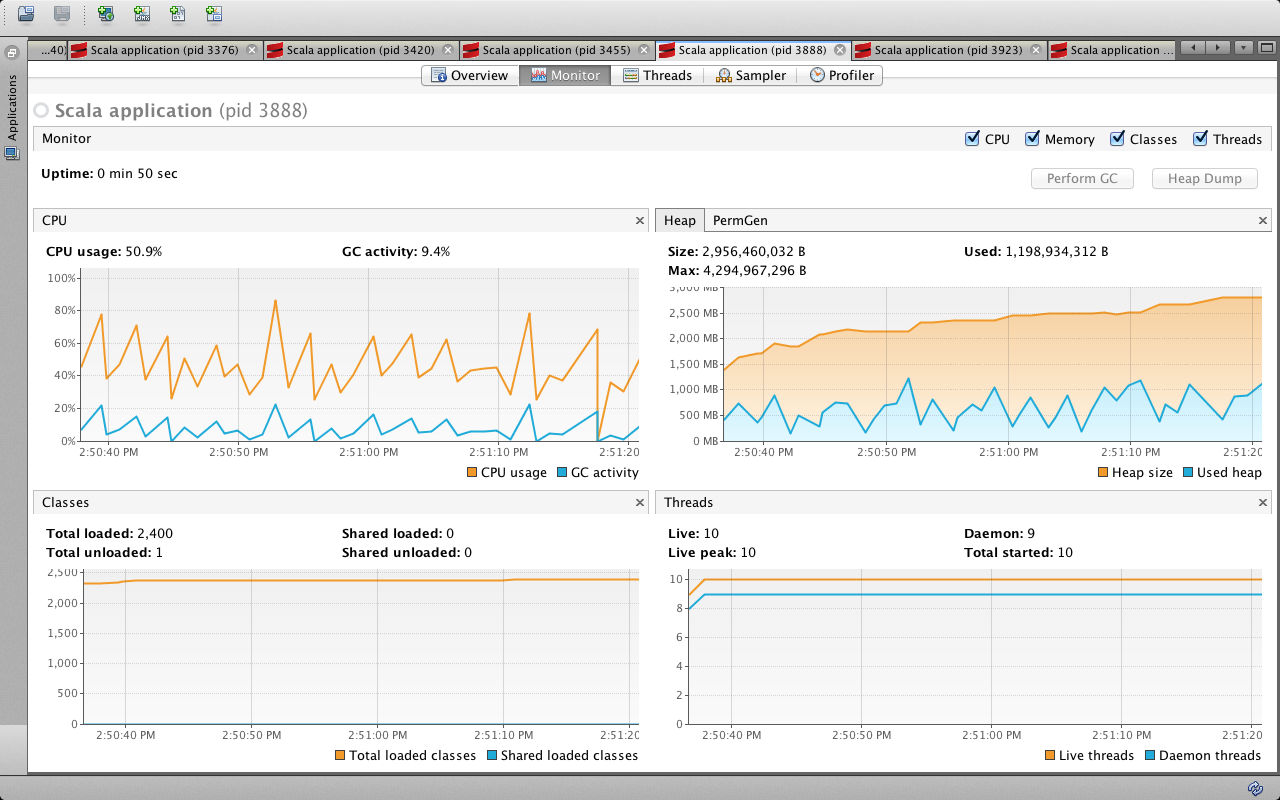 ...40)
Scala application (pid 3376)
Scala application (pid 3420)
Scala application (pid 3455)
Scala application (pid 3888)
Scala application (pid 3923)
Scala application ...
Applications
Overview
Monitor
Threads
Sampler
Profiler
Scala application (pid 3888)
Monitor
CPU
Memory
Classes
Threads
Uptime: 0 min 50 sec
Perform GC
Heap Dump
CPU
CPU usage: 50.9%
GC activity: 9.4%
100%
80%
60%
40%
20%
0%
2:50:40 PM
2:50:50 PM
2:51:00 PM
2:51:10 PM
2:51:20
CPU usage
GC activity
Heap
PermGen
Size: 2,956,460,032 B
Used: 1,198,934,312 B
Max: 4,294,967,296 B
3,000 MB
2,500 MB
2,000 MB
1,500 MB
1,000 MB
500 MB
0 MB
2:50:40 PM
2:50:50 PM
2:51:00 PM
2:51:10 PM
2:51:20
Heap size
Used heap
Classes
Total loaded: 2,400
Shared loaded: 0
Total unloaded: 1
Shared unloaded: 0
2,500
2,000
1,500
1,000
500
0
2:50:40 PM
2:50:50 PM
2:51:00 PM
2:51:10 PM
2:51:20
Total loaded classes
Shared loaded classes
Threads
Live: 10
Daemon: 9
Live peak: 10
Total started: 10
10
8
6
4
2
0
2:50:40 PM
2:50:50 PM
2:51:00 PM
2:51:10 PM
2:51:20
Live threads
Daemon threads